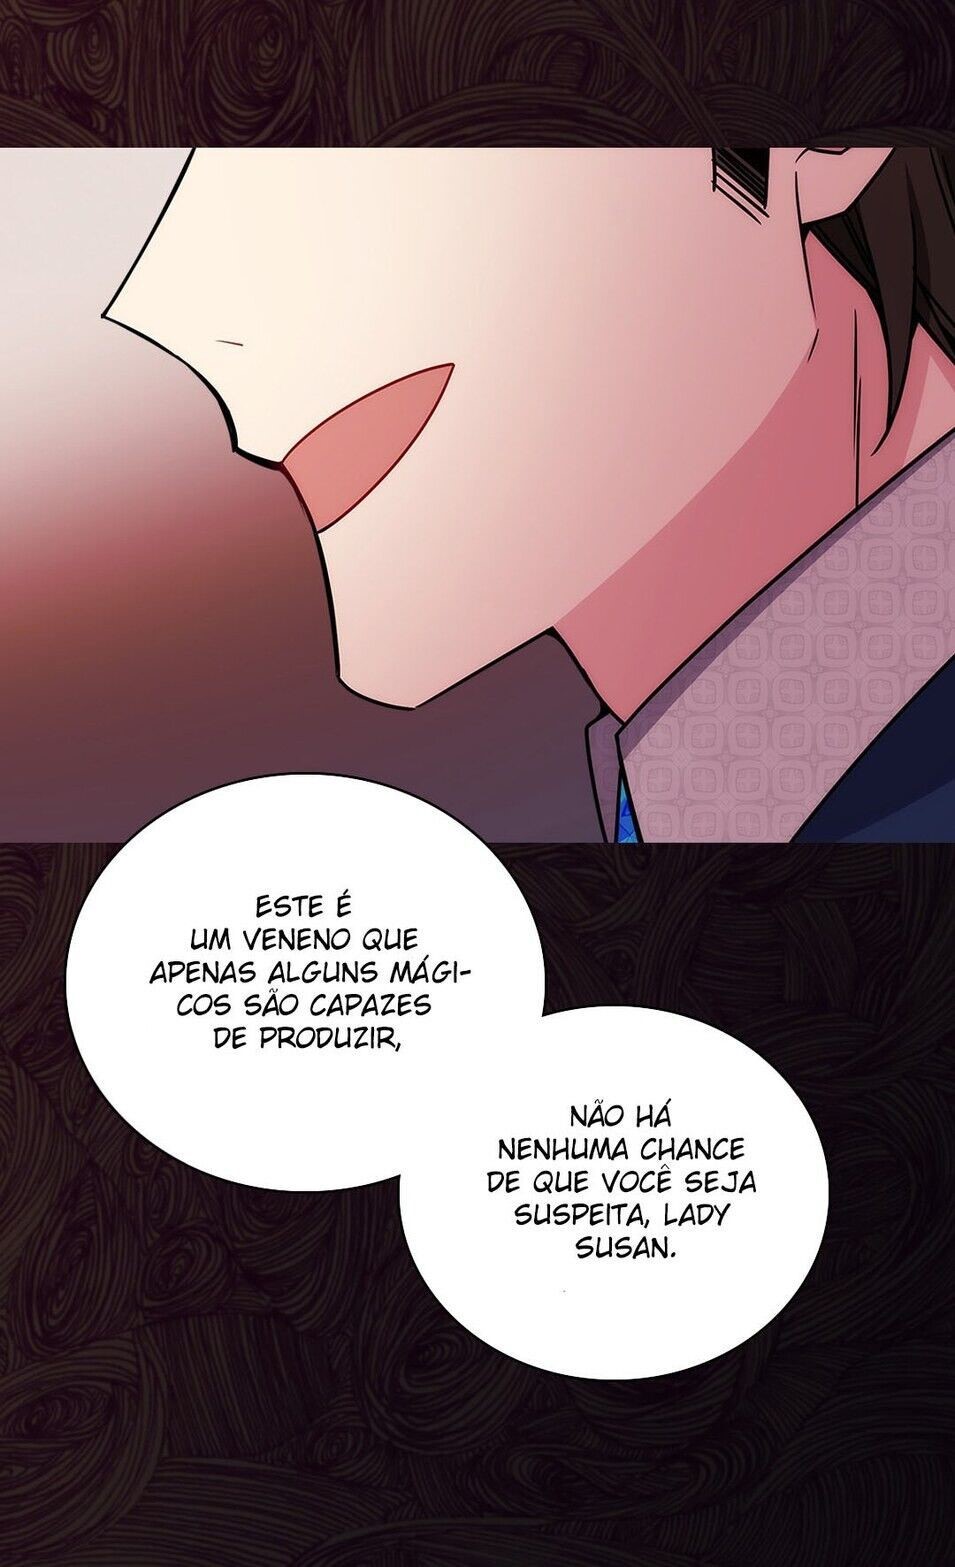 ESTE É
UM VENENO QUE
APENAS ALGUNS MÁGI-
COS SÃO CAPAZES
DE PRODUZIR,
NÃO HÁ
NENHUMA CHANCE
DE QUE VOCÊ SEJA
SUSPEITA, LADY
SUSAN.